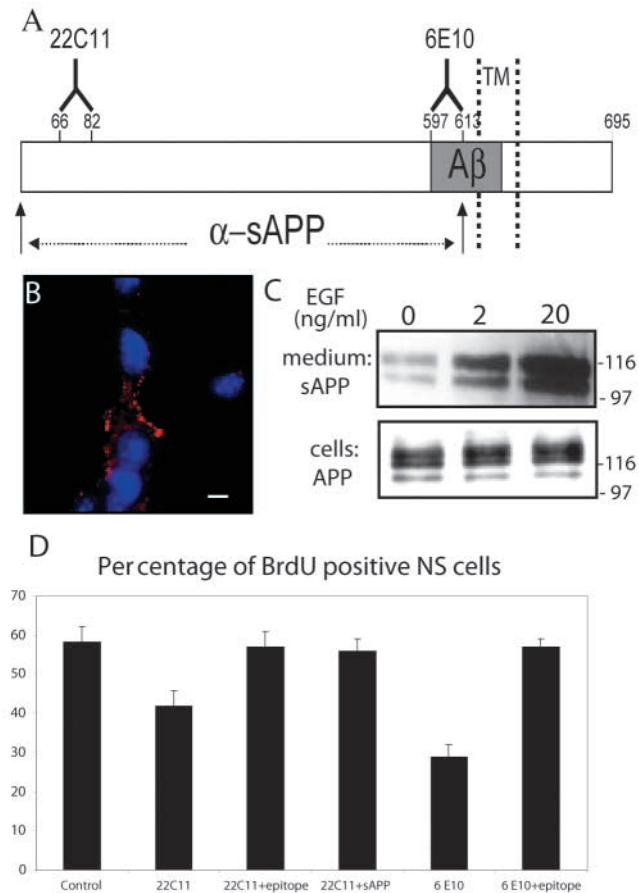 A
22C11
6E10
TM
66 82 597 613 695
Aβ
α–sAPP
B
C
EGF
(ng/ml)
0 2 20
medium:
sAPP
-116
- 97
cells:
APP
-116
- 97
D
Percentage of BrdU positive NS cells
70
60
50
40
30
20
10
0
Control 22C11 22C11+epitope 22C11+sAPP 6 E10 6 E10+epitope